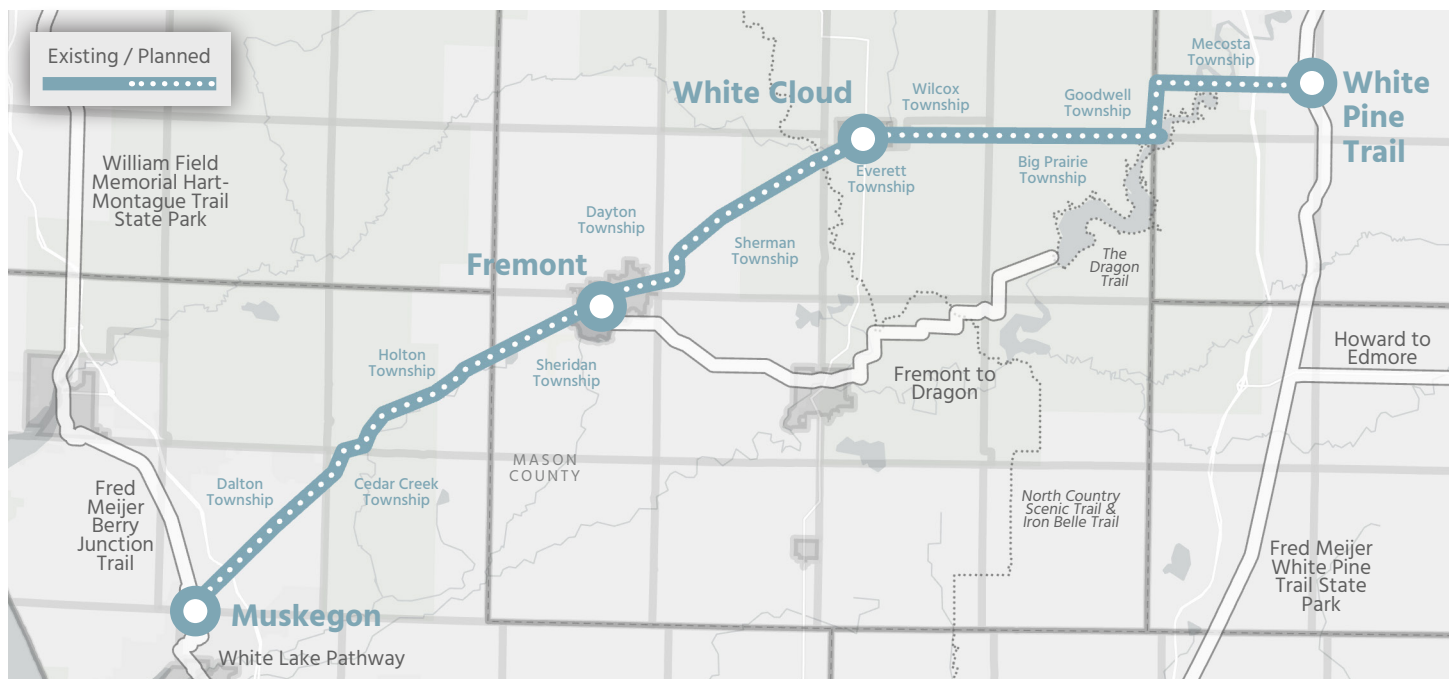 Existing / Planned
Mecosta
Township
White
Pine
Trail
White Cloud
Wilcox
Township
Goodwell
Township
William Field
Memorial Hart-
Montague Trail
State Park
Everett
Township
Big Prairie
Township
Dayton
Township
Sherman
Township
Fremont
The
Dragon
Trail
Holton
Township
Sheridan
Township
Howard to
Edmore
Fremont to
Dragon
MASON
COUNTY
Dalton
Township
Cedar Creek
Township
Fred
Meijer
Berry
Junction
Trail
North Country
Scenic Trail &
Iron Belle Trail
Fred Meijer
White Pine
Trail State
Park
Muskegon
White Lake Pathway